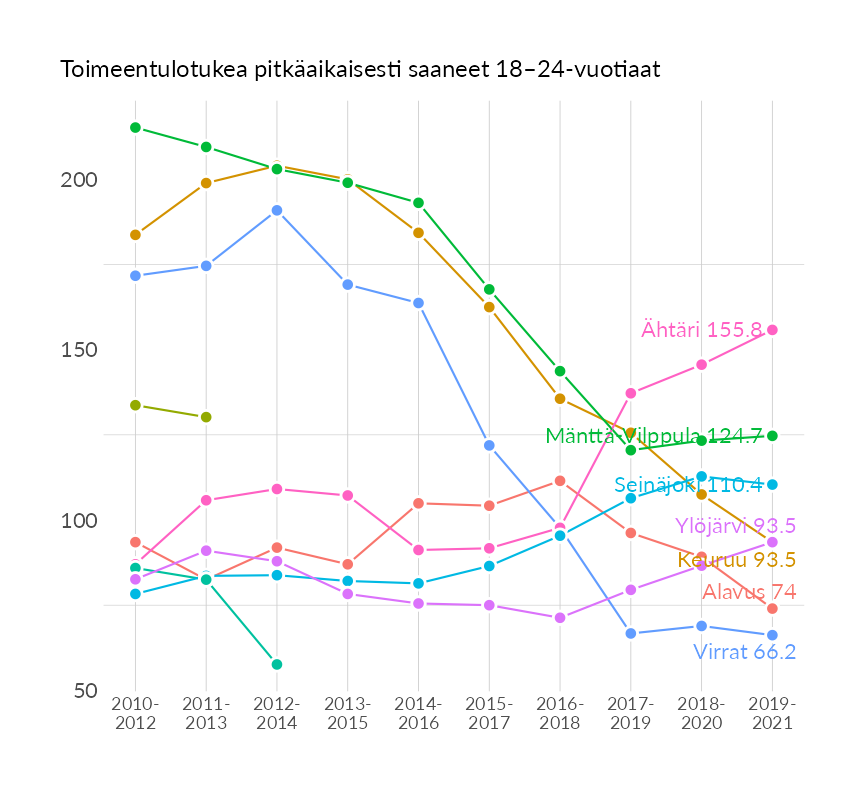 Toimeentulotukea pitkäaikaisesti saaneet 18–24-vuotiaat
200
150
100
50
Ähtäri 155.8
Mänttä-Vilppula 124.7
Seinäjoki 110.4
Ylöjärvi 93.5
Keuruu 93.5
Alavus 74
Virrat 66.2
2010- 2011- 2012- 2013- 2014- 2015- 2016- 2017- 2018- 2019-
2012 2013 2014 2015 2016 2017 2018 2019 2020 2021